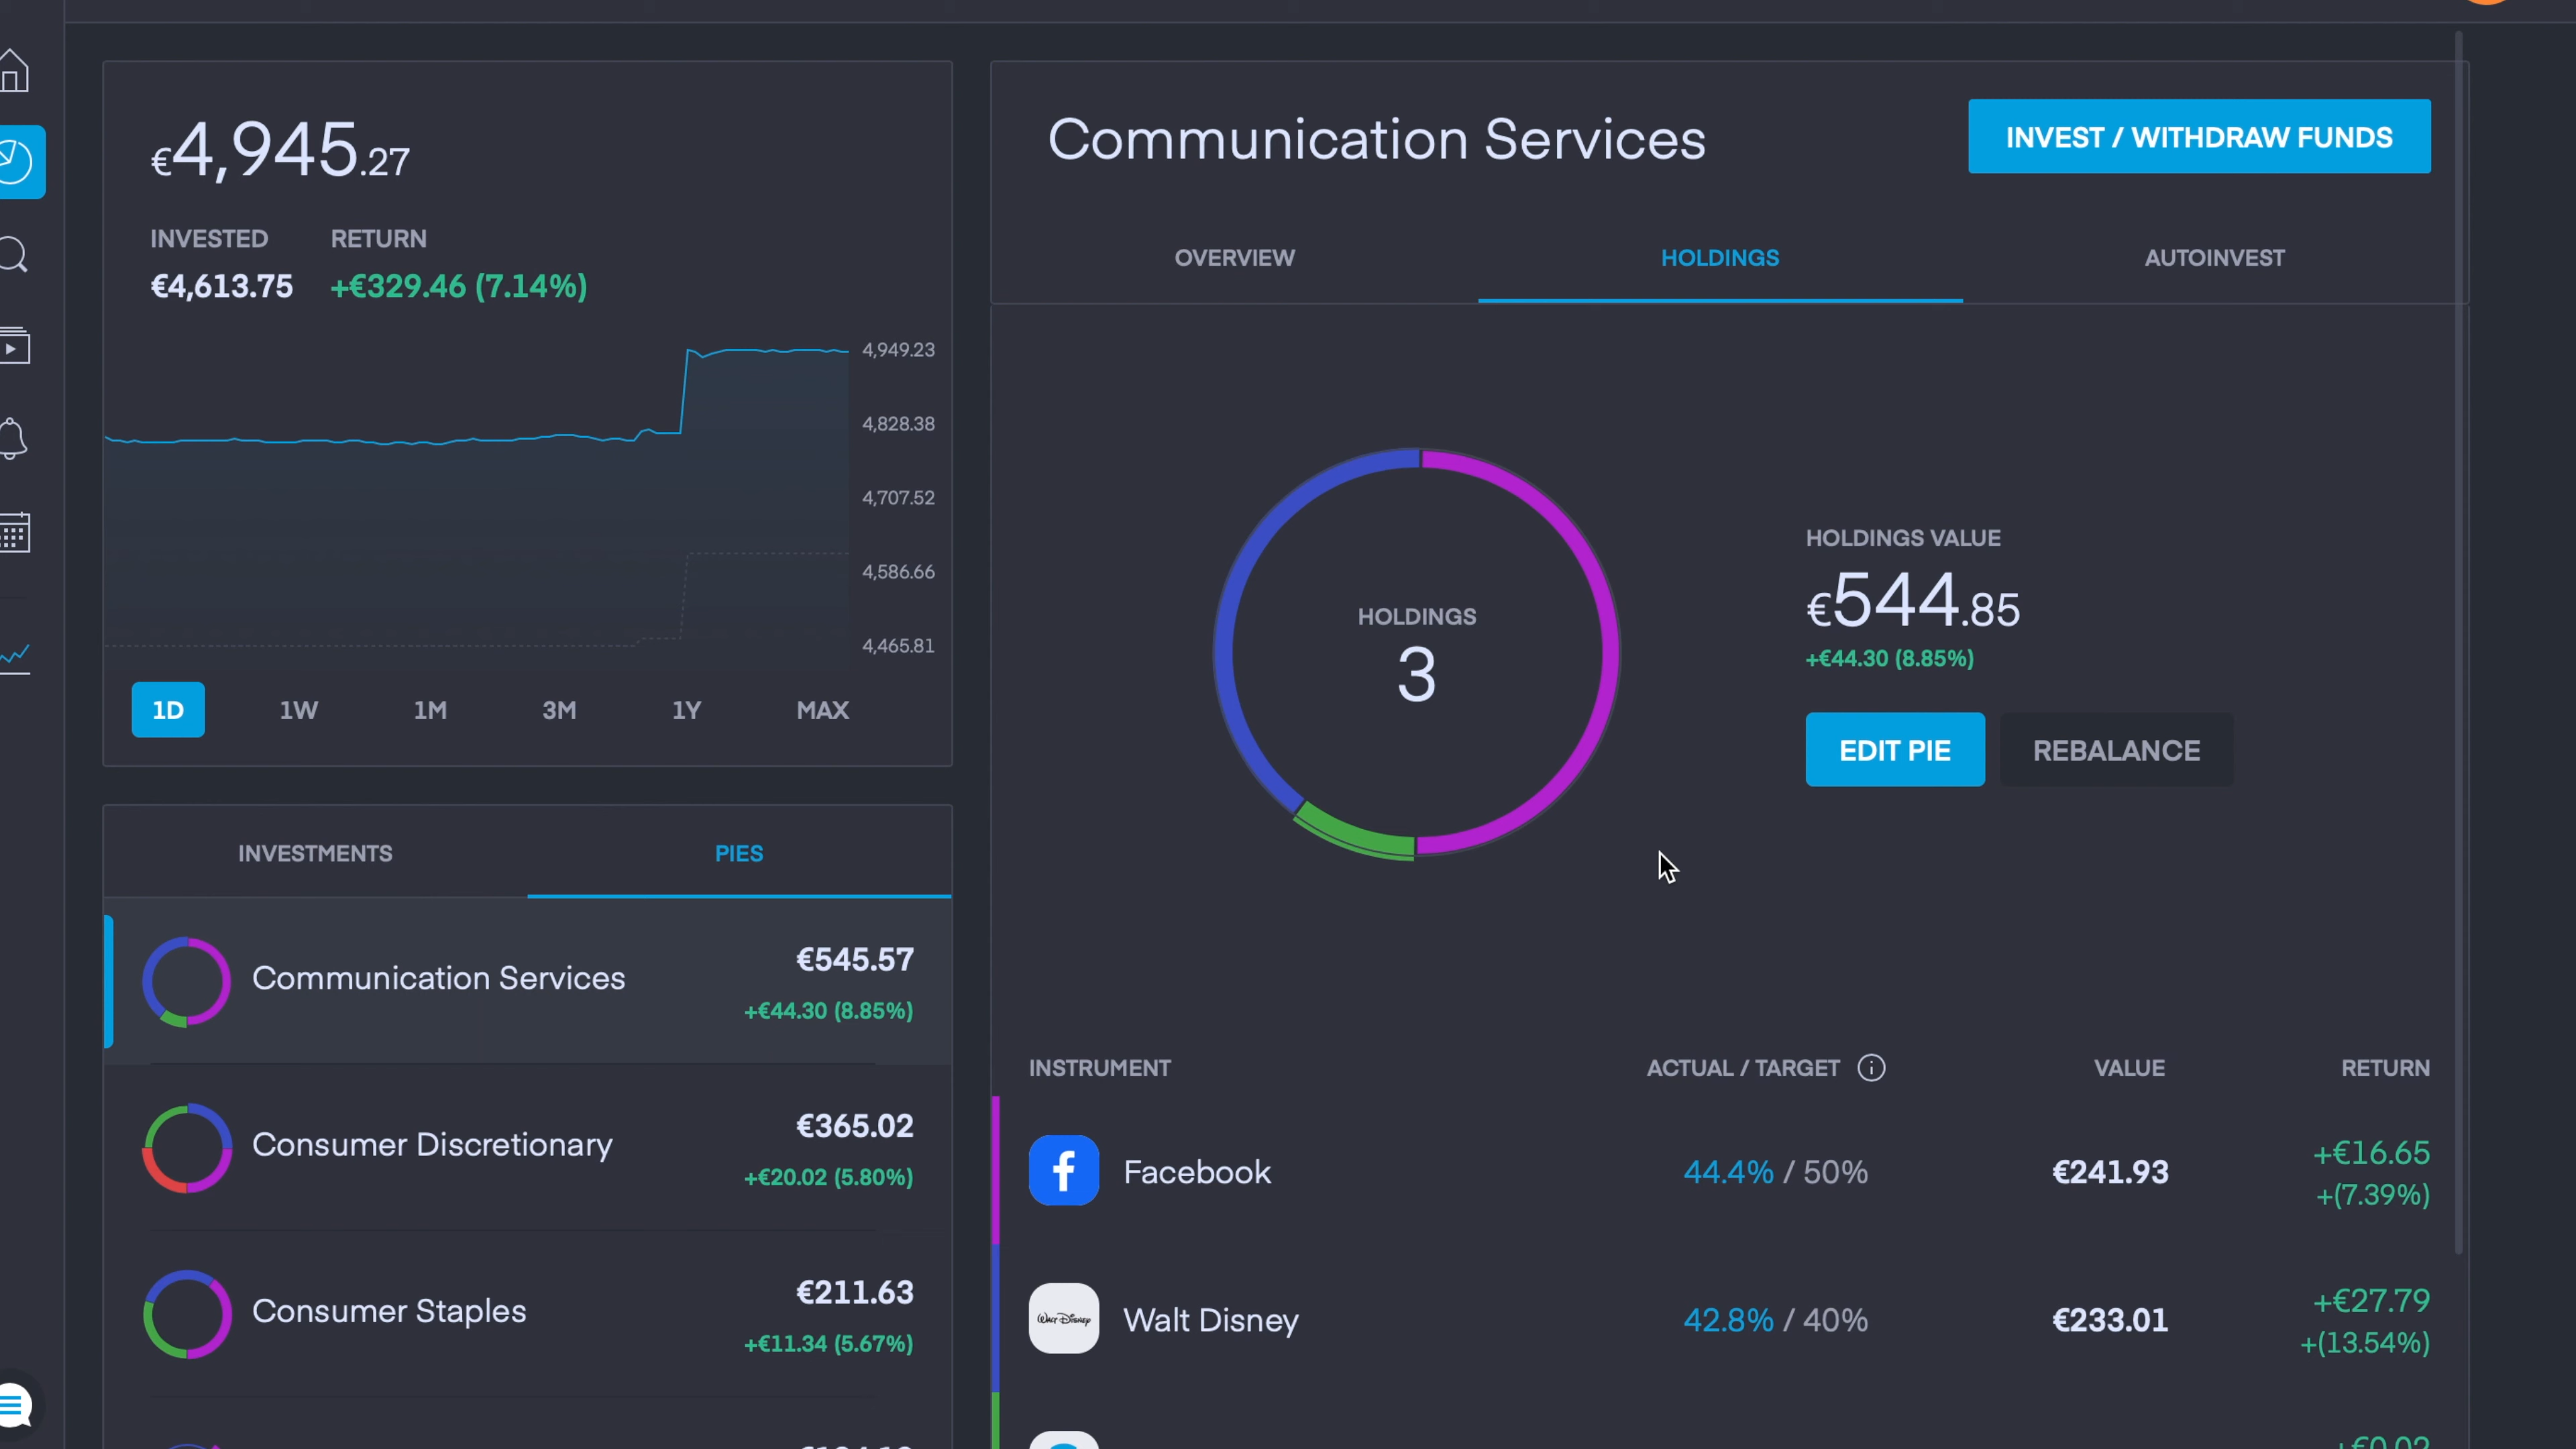 €4,945.27
INVESTED RETURN
€4,613.75 +€329.46 (7.14%)
4,949.23
4,828.38
4,707.52
4,586.66
4,465.81
1D 1W 1M 3M 1Y MAX
INVESTMENTS PIES
Communication Services
€545.57
+€44.30 (8.85%)
Consumer Discretionary
€365.02
+€20.02 (5.80%)
Consumer Staples
€211.63
+€11.34 (5.67%)
Communication Services
INVEST / WITHDRAW FUNDS
OVERVIEW HOLDINGS AUTOINVEST
HOLDINGS
3
HOLDINGS VALUE
€544.85
+€44.30 (8.85%)
EDIT PIE REBALANCE
INSTRUMENT ACTUAL / TARGET VALUE RETURN
Facebook 44.4% / 50% €241.93
+€16.65
+(7.39%)
Walt Disney
Walt Disney 42.8% / 40% €233.01
+€27.79
+(13.54%)